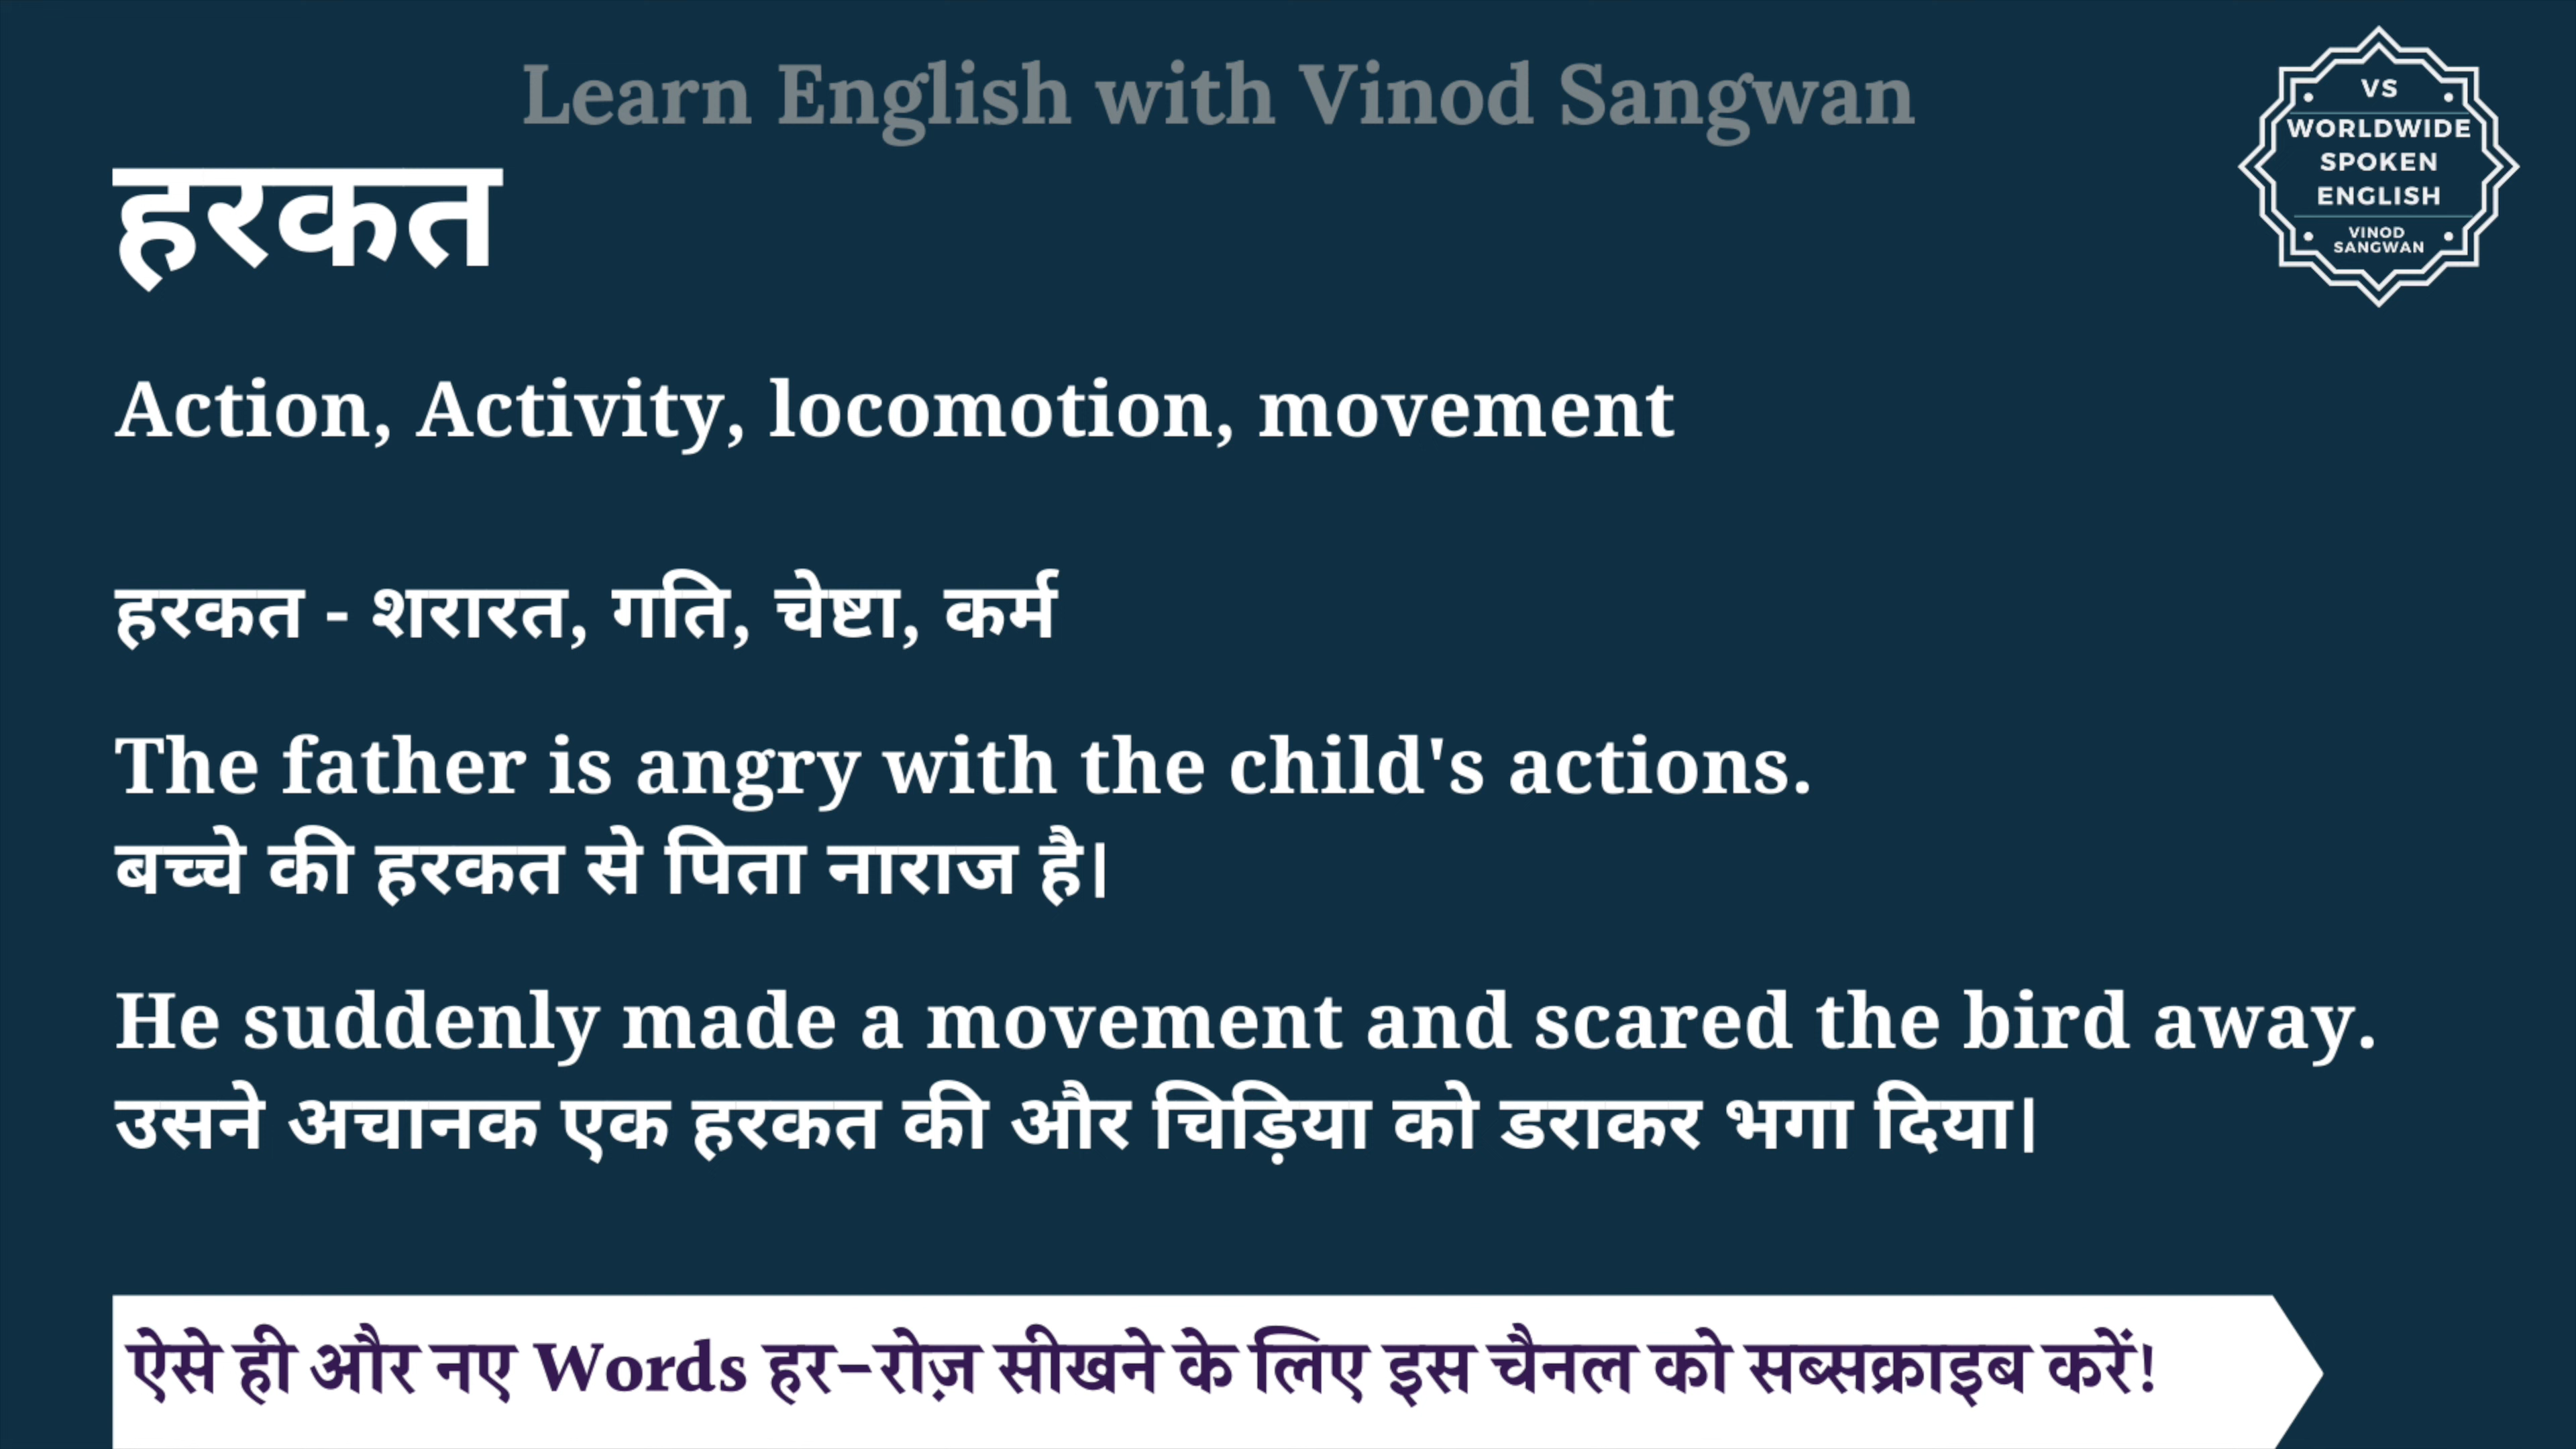 Learn English with Vinod Sangwan
VS
WORLDWIDE
SPOKEN
ENGLISH
VINOD
SANGWAN
हरकत
Action, Activity, locomotion, movement
हरकत - शरारत, गति, चेष्टा, कर्म
The father is angry with the child's actions.
बच्चे की हरकत से पिता नाराज है।
He suddenly made a movement and scared the bird away.
उसने अचानक एक हरकत की और चिड़िया को डराकर भगा दिया।
ऐसे ही और नए Words हर-रोज़ सीखने के लिए इस चैनल को सब्सक्राइब करें!